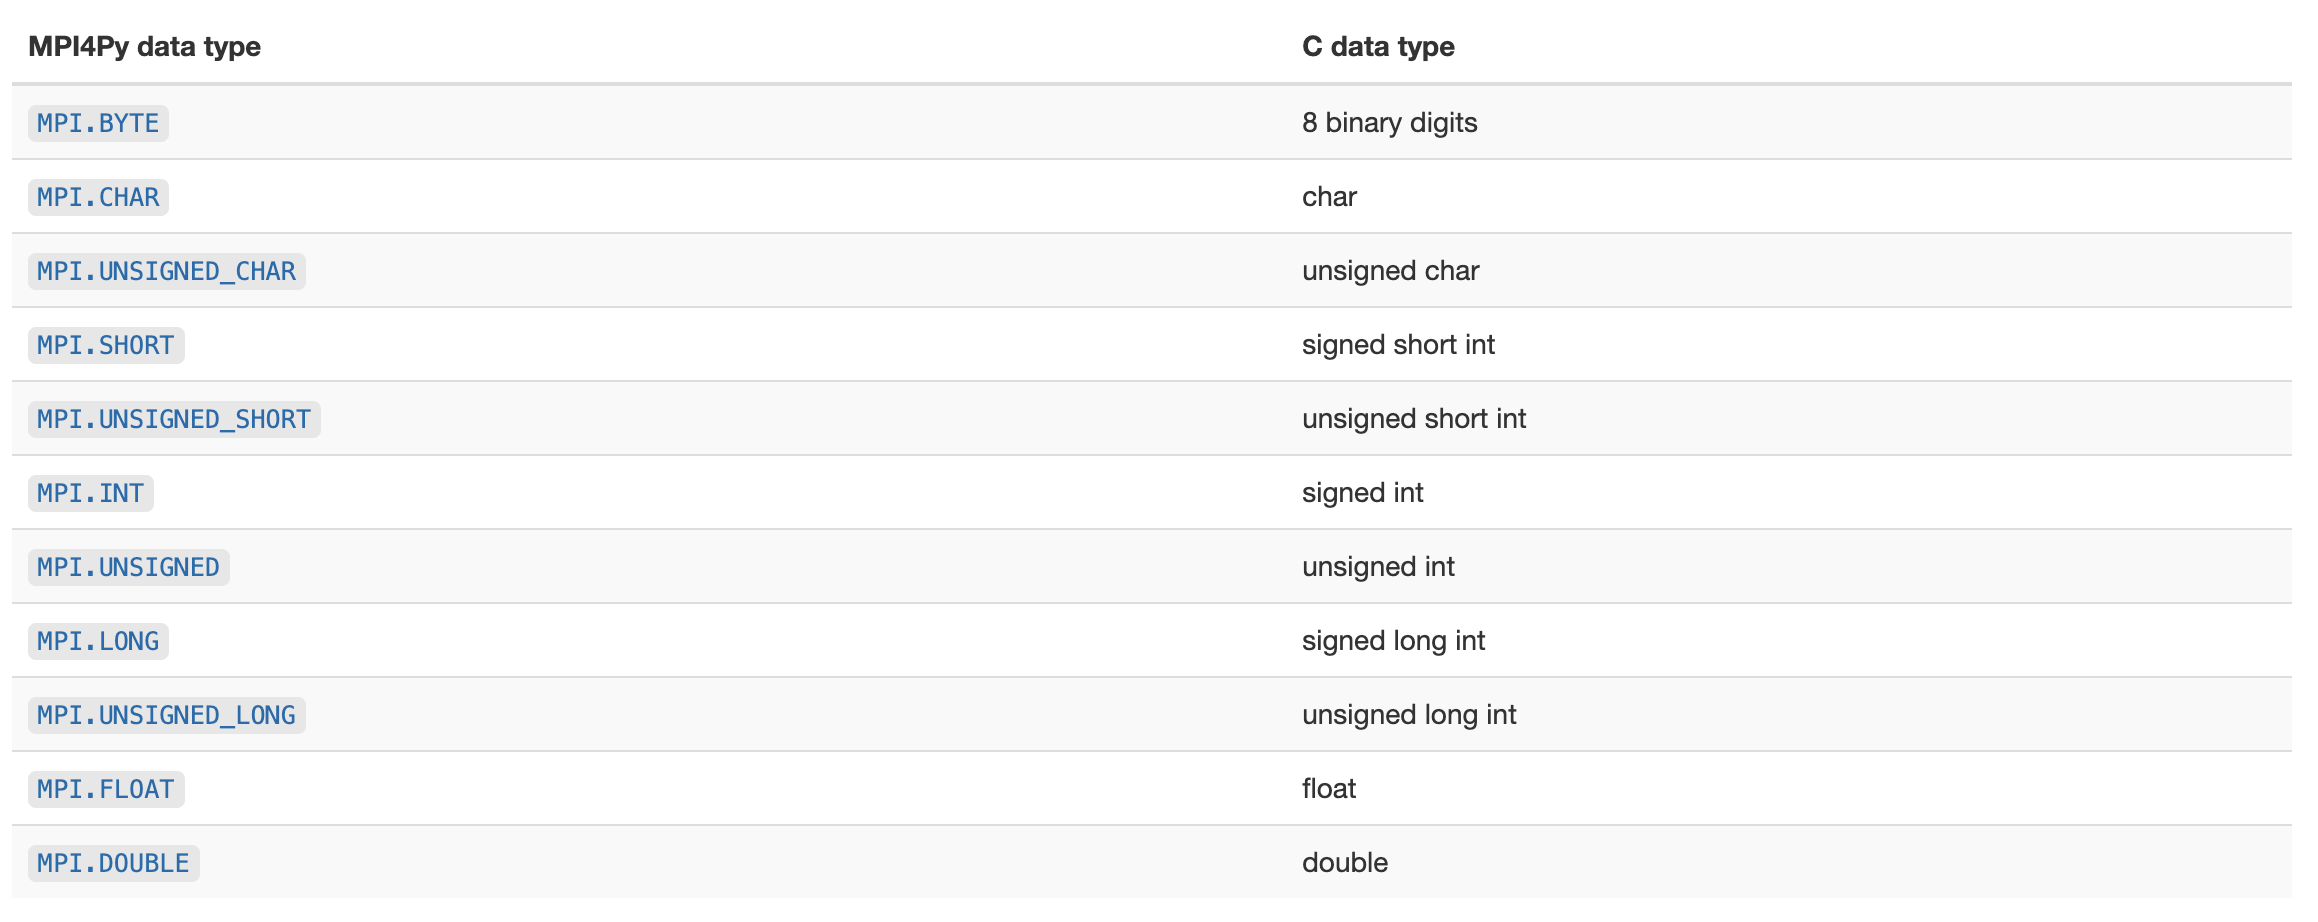 MPI4Py data type C data type
MPI.BYTE 8 binary digits
MPI.CHAR char
MPI.UNSIGNED_CHAR unsigned char
MPI.SHORT signed short int
MPI.UNSIGNED_SHORT unsigned short int
MPI.INT signed int
MPI.UNSIGNED unsigned int
MPI.LONG signed long int
MPI.UNSIGNED_LONG unsigned long int
MPI.FLOAT float
MPI.DOUBLE double